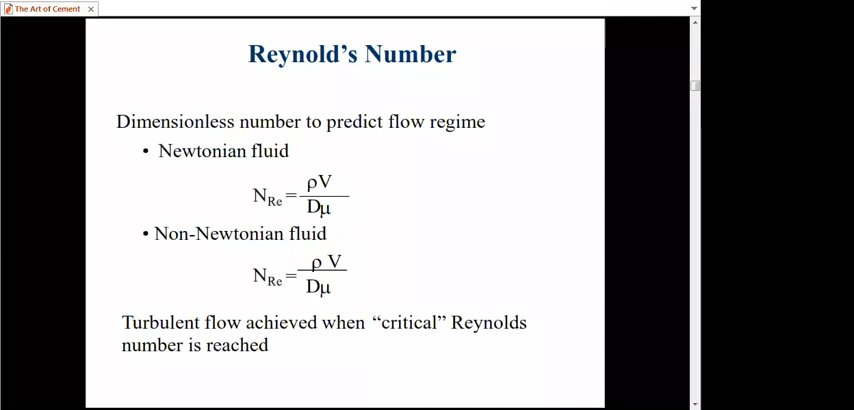 The Art of Cement
Reynold's Number
Dimensionless number to predict flow regime
• Newtonian fluid
N_Re = ρV / Dμ
• Non-Newtonian fluid
N_Re = ρ V / Dμ
Turbulent flow achieved when “critical” Reynolds
number is reached